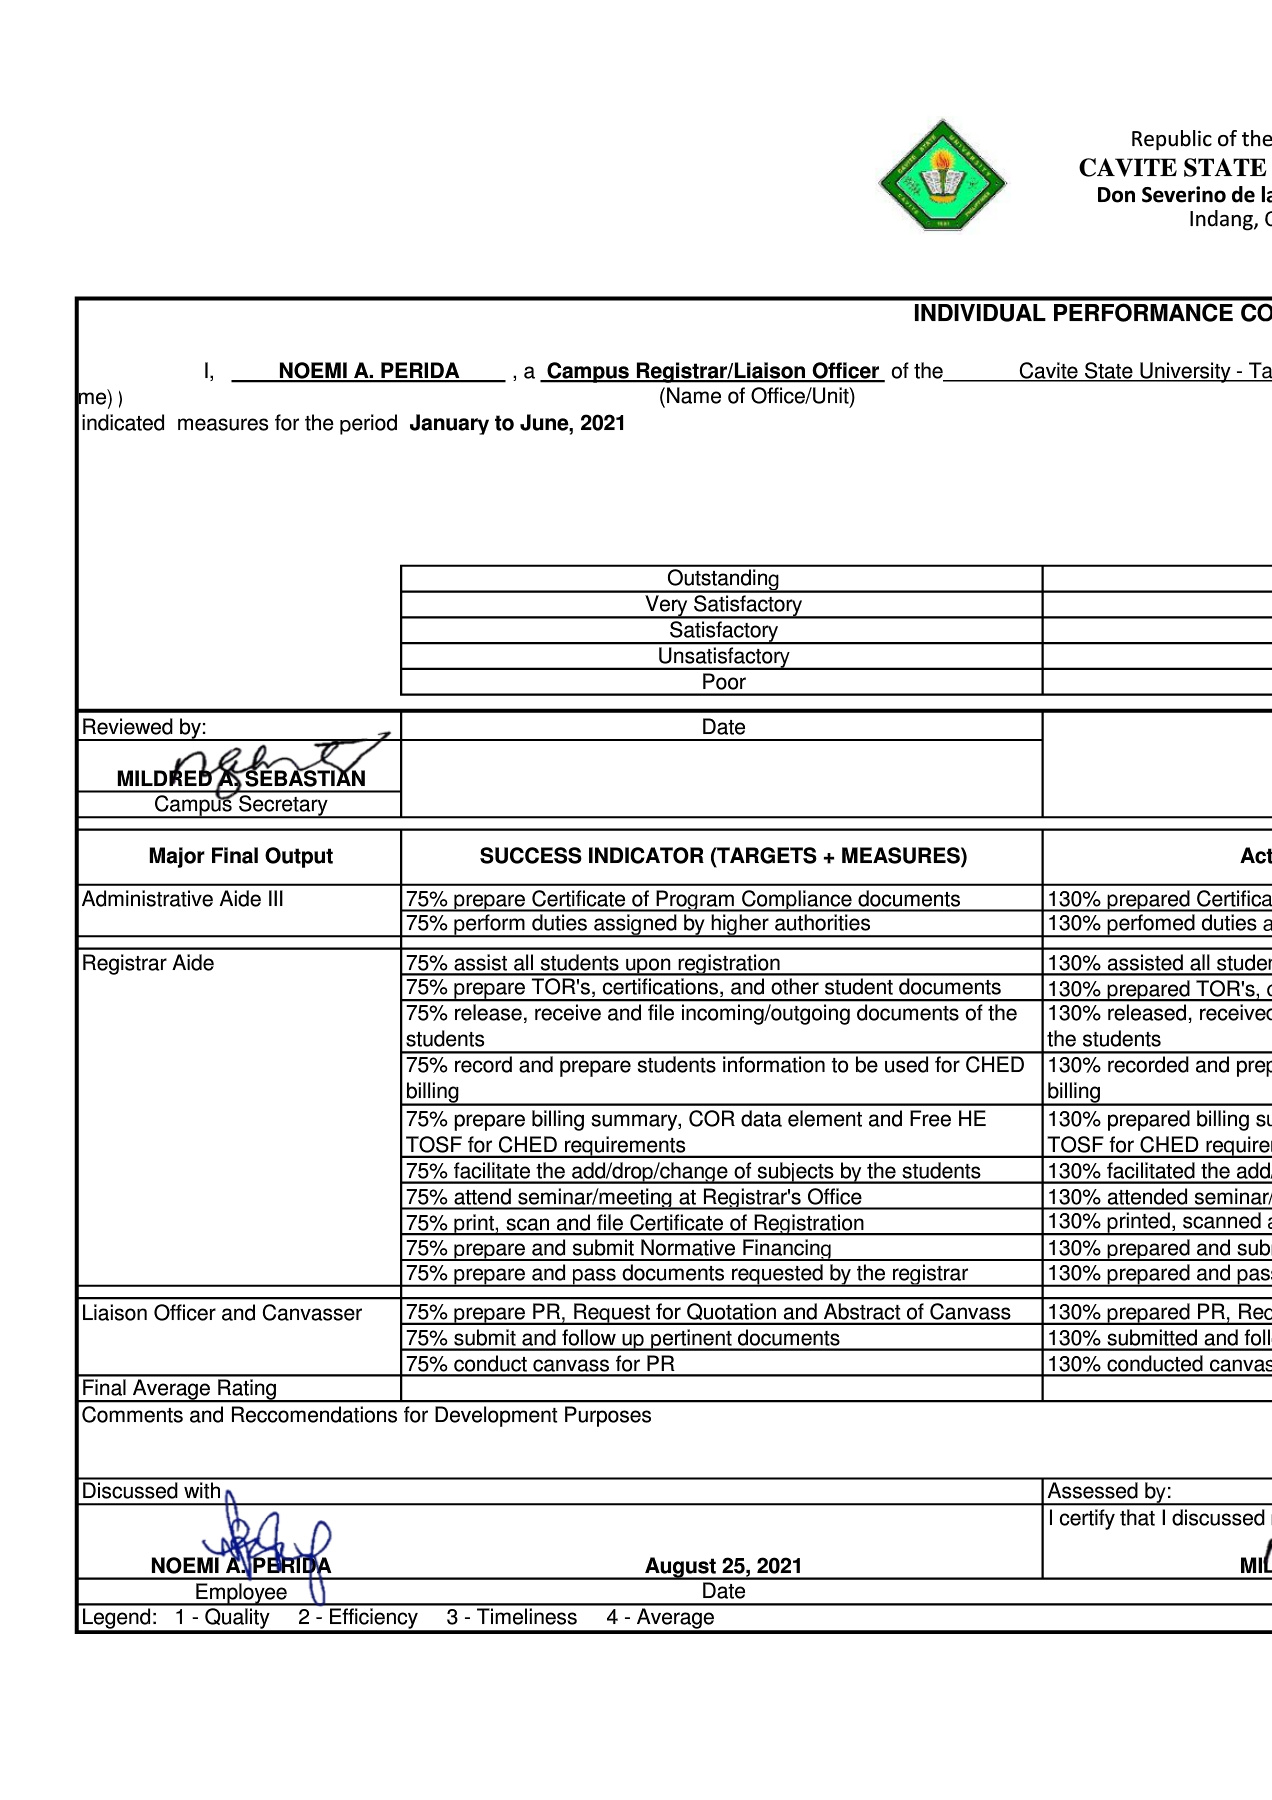 Republic of the
CAVITE STATE
Don Severino de la
Indang, C
INDIVIDUAL PERFORMANCE CO
I, NOEMI A. PERIDA , a Campus Registrar/Liaison Officer of the Cavite State University - Ta
me) ) (Name of Office/Unit)
indicated measures for the period January to June, 2021
Outstanding
Very Satisfactory
Satisfactory
Unsatisfactory
Poor
Reviewed by: Date
MILDRED A. SEBASTIAN
Campus Secretary
Major Final Output SUCCESS INDICATOR (TARGETS + MEASURES) Act
Administrative Aide III 75% prepare Certificate of Program Compliance documents 130% prepared Certifica
75% perform duties assigned by higher authorities 130% perfomed duties a
Registrar Aide 75% assist all students upon registration 130% assisted all studen
75% prepare TOR's, certifications, and other student documents 130% prepared TOR's, c
75% release, receive and file incoming/outgoing documents of the 130% released, received
students the students
75% record and prepare students information to be used for CHED 130% recorded and prep
billing billing
75% prepare billing summary, COR data element and Free HE 130% prepared billing su
TOSF for CHED requirements TOSF for CHED requirem
75% facilitate the add/drop/change of subjects by the students 130% facilitated the add/
75% attend seminar/meeting at Registrar's Office 130% attended seminar/
75% print, scan and file Certificate of Registration 130% printed, scanned a
75% prepare and submit Normative Financing 130% prepared and sub
75% prepare and pass documents requested by the registrar 130% prepared and pas
Liaison Officer and Canvasser 75% prepare PR, Request for Quotation and Abstract of Canvass 130% prepared PR, Req
75% submit and follow up pertinent documents 130% submitted and foll
75% conduct canvass for PR 130% conducted canvas
Final Average Rating
Comments and Reccomendations for Development Purposes
Discussed with Assessed by:
I certify that I discussed
NOEMI A. PERIDA August 25, 2021 MIL
Employee Date
Legend: 1 - Quality 2 - Efficiency 3 - Timeliness 4 - Average